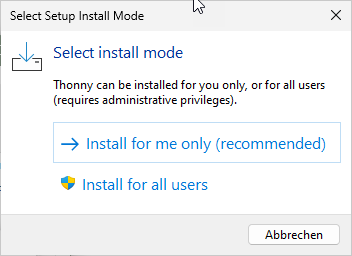 Select Setup Install Mode
Select install mode
Thonny can be installed for you only, or for all users
(requires administrative privileges).
Install for me only (recommended)
Install for all users
Abbrechen